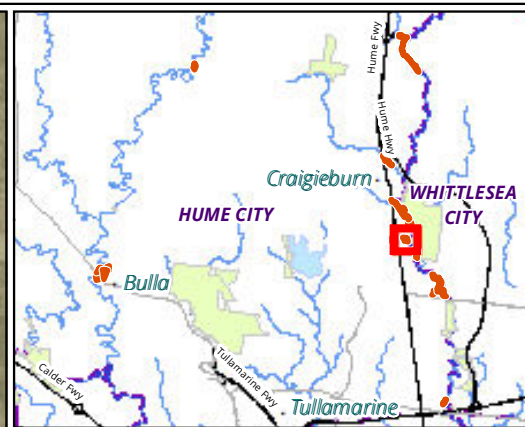 Hume Fwy
Hume Hwy
Craigieburn
WHITTLESEA
CITY
HUME CITY
Bulla
Tullamarine Fwy
Calder Fwy
Tullamarine